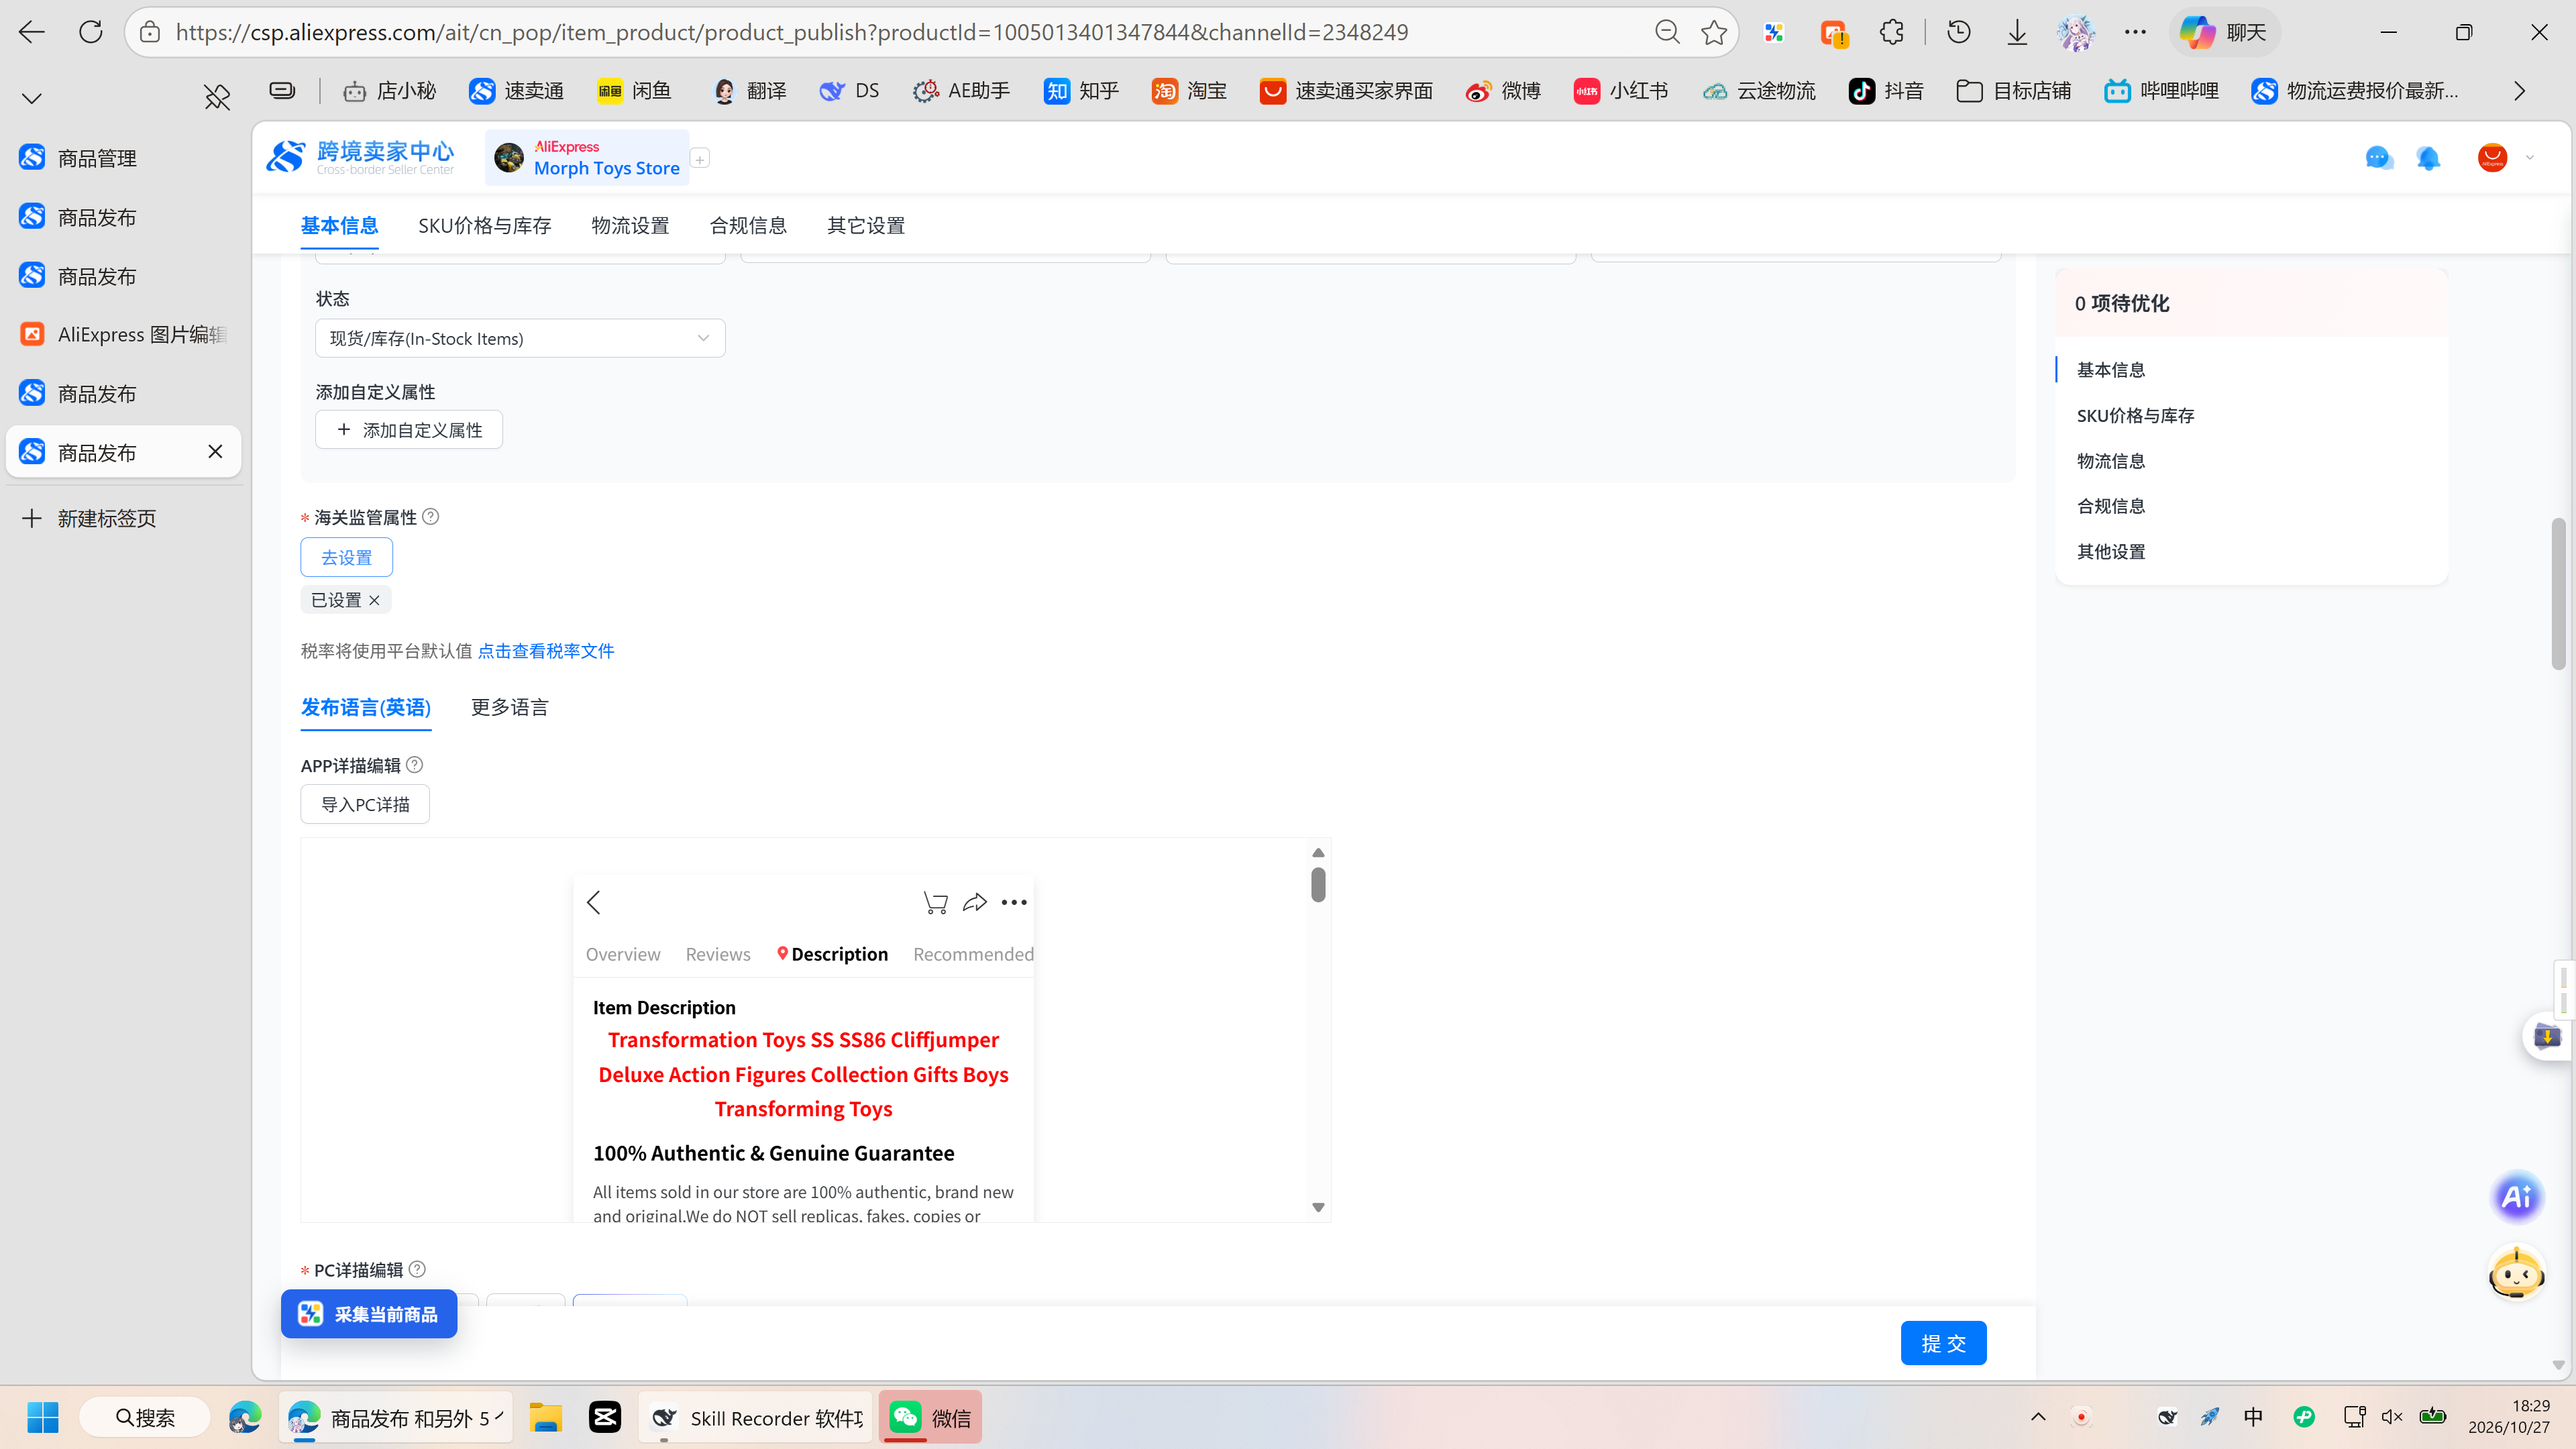 https://csp.aliexpress.com/ait/cn_pop/item_product/product_publish?productId=1005013401347844&channelId=2348249
聊天
店小秘
速卖通
闲鱼
翻译
DS
AE助手
知乎
淘宝
速卖通买家界面
微博
小红书
云途物流
抖音
目标店铺
哔哩哔哩
物流运费报价最新...
商品管理
商品发布
商品发布
AliExpress 图片编辑
商品发布
商品发布
新建标签页
跨境卖家中心
Cross-border Seller Center
AliExpress
Morph Toys Store
基本信息
SKU价格与库存
物流设置
合规信息
其它设置
状态
现货/库存(In-Stock Items)
添加自定义属性
+ 添加自定义属性
* 海关监管属性
去设置
已设置
税率将使用平台默认值 点击查看税率文件
发布语言(英语)
更多语言
APP详描编辑
导入PC详描
Overview
Reviews
Description
Recommended
Item Description
Transformation Toys SS SS86 Cliffjumper
Deluxe Action Figures Collection Gifts Boys
Transforming Toys
100% Authentic & Genuine Guarantee
All items sold in our store are 100% authentic, brand new
and original.We do NOT sell replicas, fakes, copies or
* PC详描编辑
采集当前商品
提 交
0 项待优化
基本信息
SKU价格与库存
物流信息
合规信息
其他设置
Ai
搜索
商品发布 和另外 5
Skill Recorder 软件
微信
中
18:29
2026/10/27